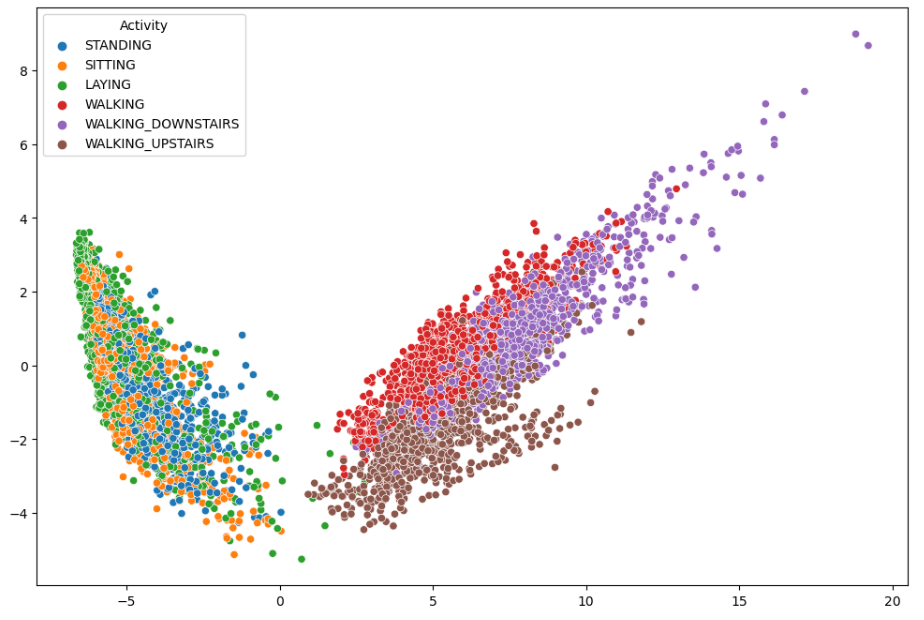 Activity
STANDING
SITTING
LAYING
WALKING
WALKING_DOWNSTAIRS
WALKING_UPSTAIRS
8
6
4
2
0
−2
−4
−5 0 5 10 15 20